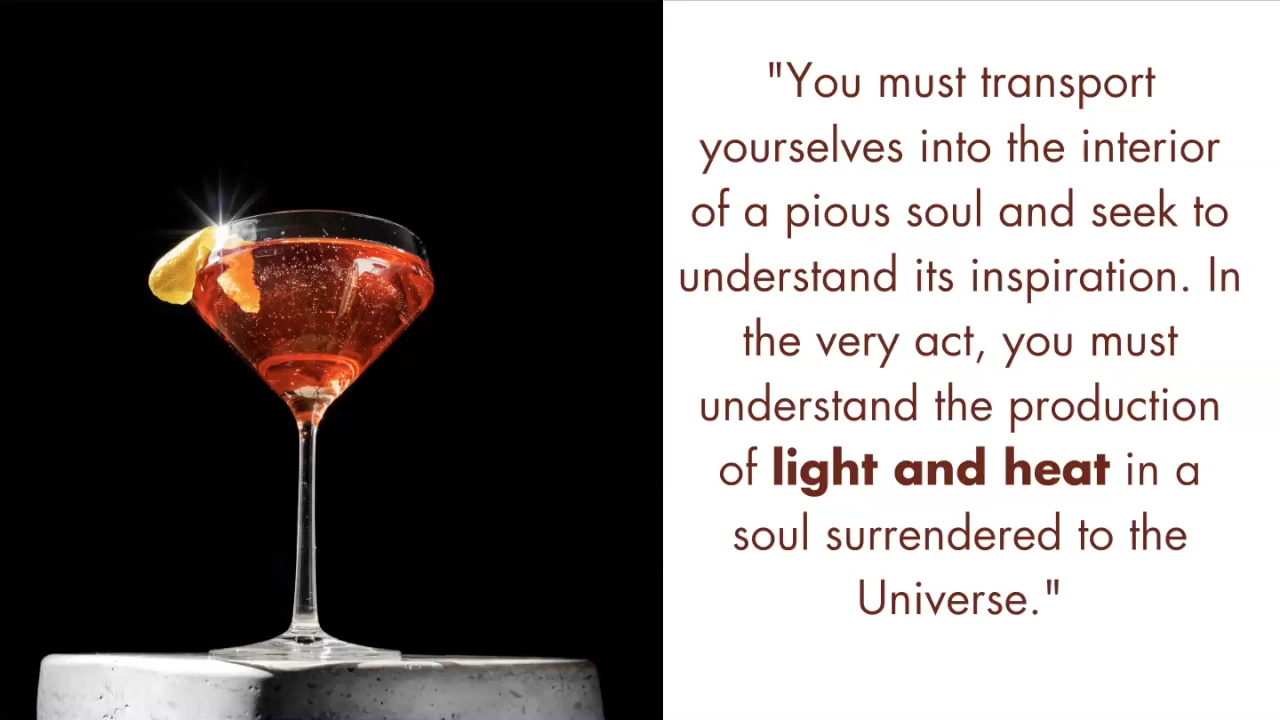 "You must transport
yourselves into the interior
of a pious soul and seek to
understand its inspiration. In
the very act, you must
understand the production
of light and heat in a
soul surrendered to the
Universe."